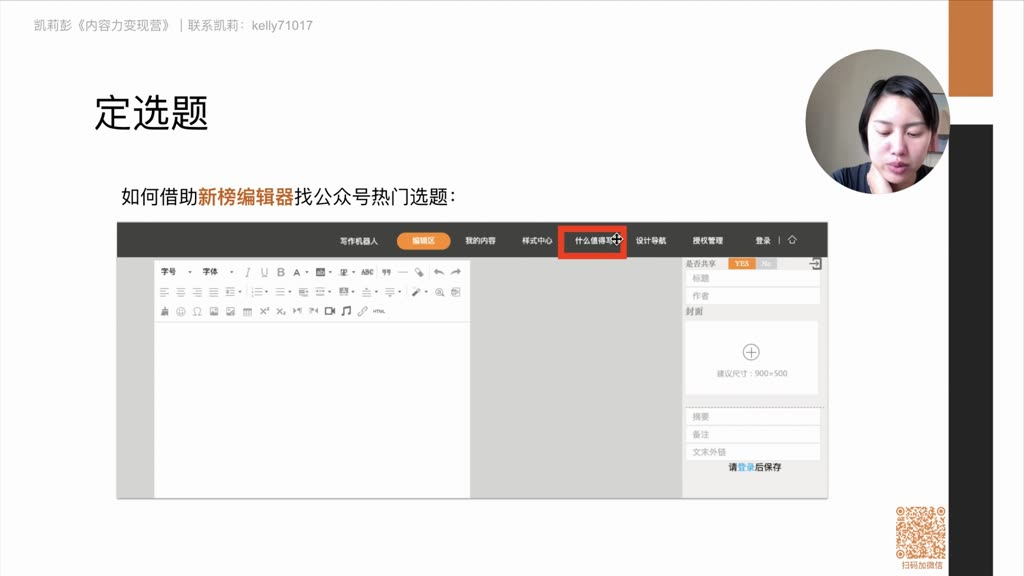 凯莉彭《内容力变现营》｜联系凯莉：kelly71017
定选题
如何借助新榜编辑器找公众号热门选题：
写作机器人 编辑区 我的内容 样式中心 什么值得 设计导航 授权管理 登录 |
字号 字体 I U B A ab ABC
HTML
是否共享 YES No
标题
作者
封面
建议尺寸：900×500
摘要
备注
文末外链
请登录后保存
扫码加微信